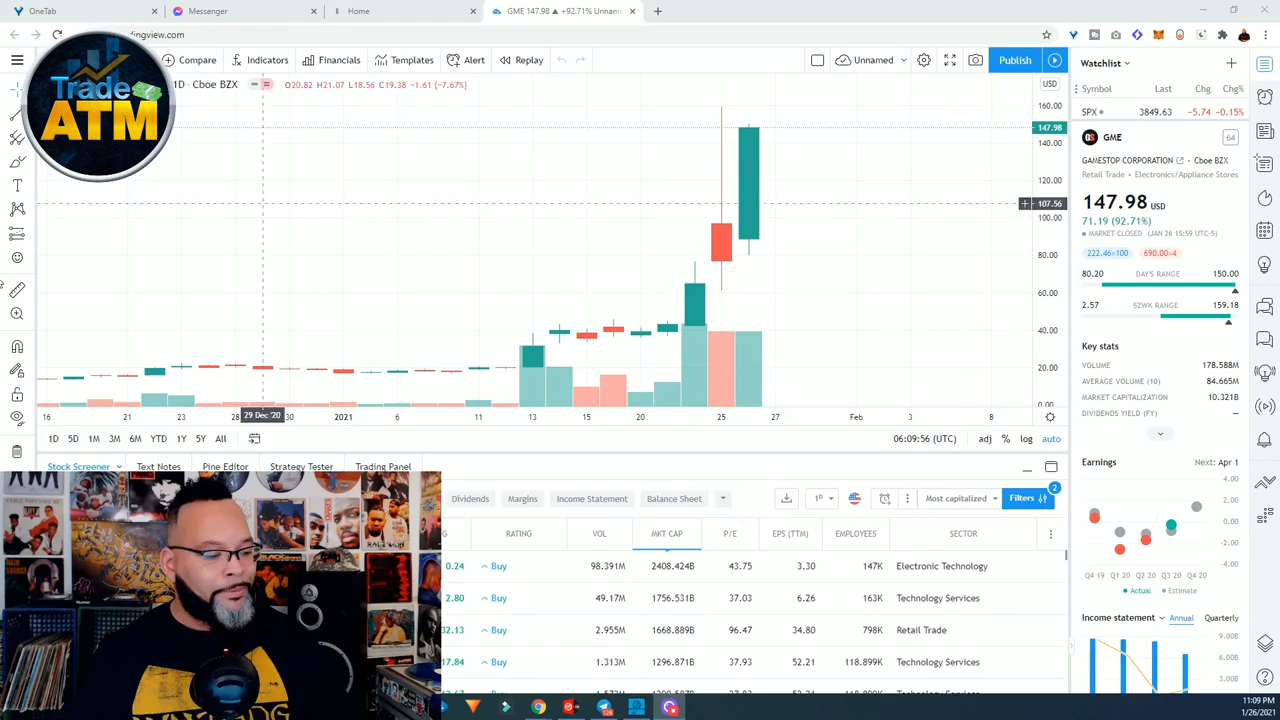 OneTab
Messenger
Home
GME 147.98 ▲ +92.71% Unnam
dingview.com
Trade
ATM
Compare
Indicators
Financials
Templates
Alert
Replay
Unnamed
Publish
1D · Cboe BZX
O20.82 H21.07 L18.56 C19.38 −1.61 (−7.67%)
USD
160.00
147.98
140.00
120.00
107.56
100.00
80.00
60.00
40.00
20.00
0.00
16
21
23
28
29 Dec '20
2021
6
11
13
15
20
25
27
Feb
3
8
1D 5D 1M 3M 6M YTD 1Y 5Y All
06:09:56 (UTC)
adj % log auto
Stock Screener
Text Notes
Pine Editor
Strategy Tester
Trading Panel
Dividends
Margins
Income Statement
Balance Sheet
Most capitalized
Filters
2
RATING VOL MKT CAP P/E EPS (TTM) EMPLOYEES SECTOR
0.24 Buy 98.391M 2408.424B 43.75 3.30 147K Electronic Technology
2.80 Buy 49.17M 1756.531B 37.03 6.26 163K Technology Services
32.13 Buy 2.955M 1668.889B 96.47 34.80 798K Retail Trade
17.84 Buy 1.313M 1296.871B 37.93 52.21 118.899K Technology Services
Watchlist
Symbol Last Chg Chg%
SPX 3849.63 −5.74 −0.15%
GME
64
GAMESTOP CORPORATION · Cboe BZX
Retail Trade · Electronics/Appliance Stores
147.98 USD
71.19 (92.71%)
MARKET CLOSED (JAN 26 15:59 UTC-5)
222.46×100
690.00×4
80.20 DAY'S RANGE 150.00
2.57 52WK RANGE 159.18
Key stats
VOLUME 178.588M
AVERAGE VOLUME (10) 84.665M
MARKET CAPITALIZATION 10.321B
DIVIDENDS YIELD (FY) —
Earnings
Next: Apr 1
4.00
2.00
0.00
−2.00
−4.00
Q4 19 Q1 20 Q2 20 Q3 20 Q4 20
Actual Estimate
Income statement
Annual
Quarterly
9.00B
6.00B
3.00B
11:09 PM
1/26/2021